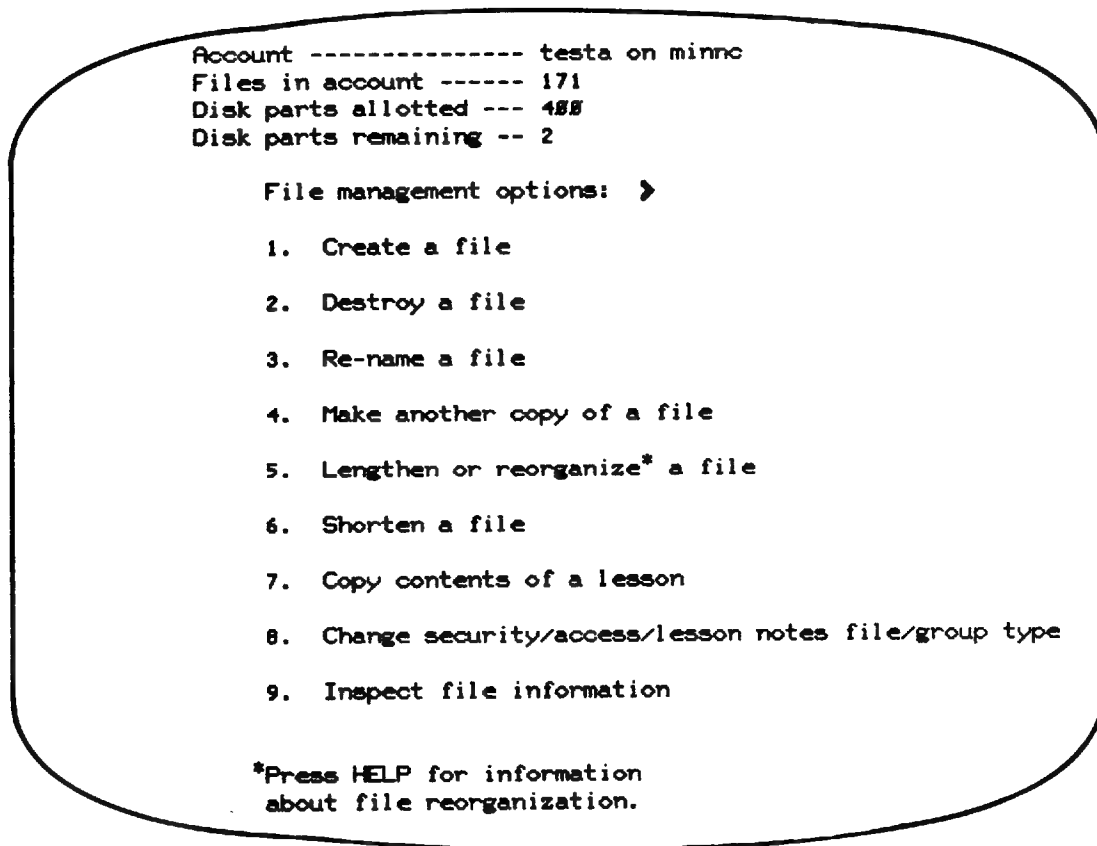 Account --------------- testa on minnc
Files in account ------ 171
Disk parts allotted --- 400
Disk parts remaining -- 2
File management options: >
1. Create a file
2. Destroy a file
3. Re-name a file
4. Make another copy of a file
5. Lengthen or reorganize* a file
6. Shorten a file
7. Copy contents of a lesson
8. Change security/access/lesson notes file/group type
9. Inspect file information
*Press HELP for information
about file reorganization.